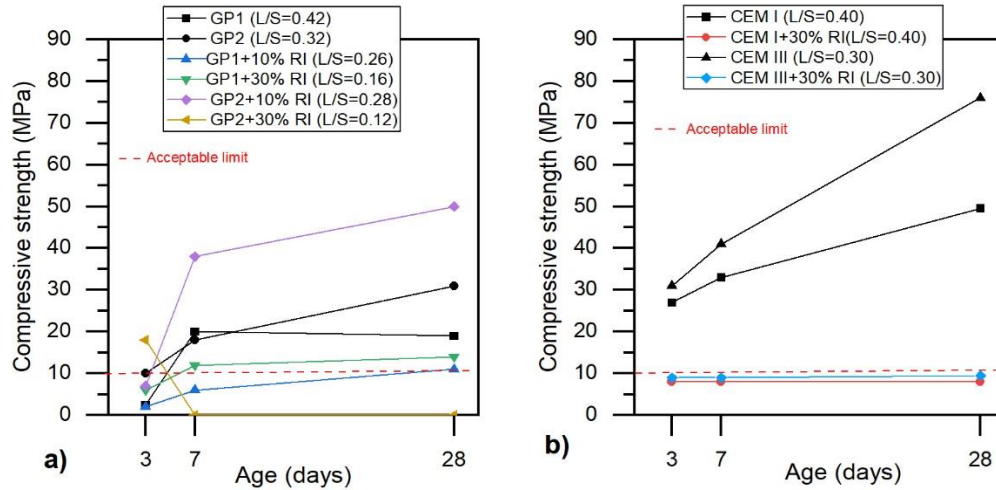 GP1 (L/S=0.42)
GP2 (L/S=0.32)
GP1+10% RI (L/S=0.26)
GP1+30% RI (L/S=0.16)
GP2+10% RI (L/S=0.28)
GP2+30% RI (L/S=0.12)
Acceptable limit
Compressive strength (MPa)
90
80
70
60
50
40
30
20
10
0
3
7
28
Age (days)
a)
CEM I (L/S=0.40)
CEM I+30% RI(L/S=0.40)
CEM III (L/S=0.30)
CEM III+30% RI (L/S=0.30)
Acceptable limit
Compressive strength (MPa)
90
80
70
60
50
40
30
20
10
0
3
7
28
Age (days)
b)